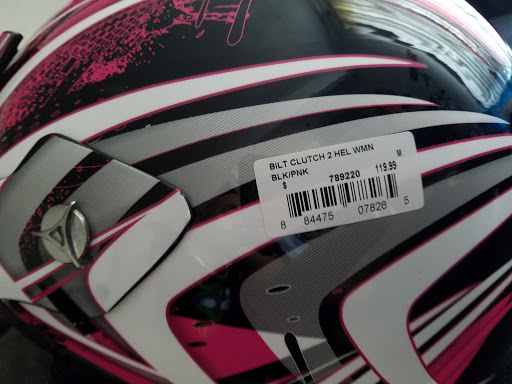 BILT CLUTCH 2 HEL WMN
BLK/PNK M
$ 789220 119.99
8 84475 07826 5